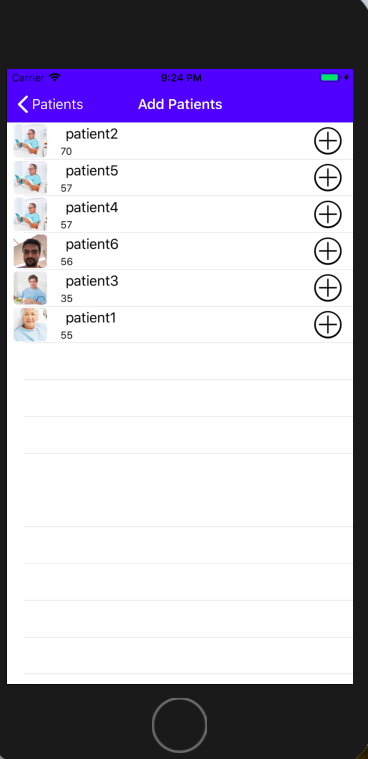 Carrier 9:24 PM
Patients Add Patients
patient2
70
patient5
57
patient4
57
patient6
56
patient3
35
patient1
55